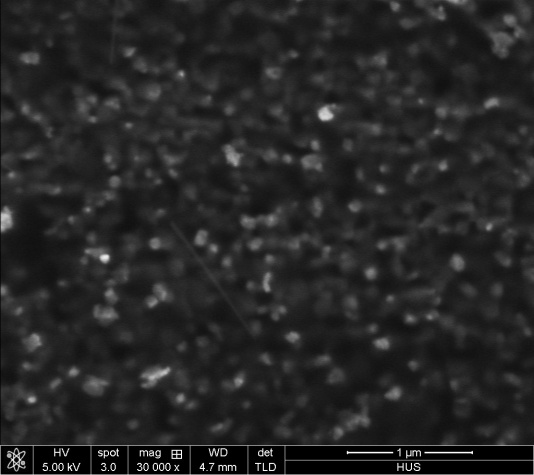 HV spot mag WD det 1 µm
5.00 kV 3.0 30 000 x 4.7 mm TLD HUS